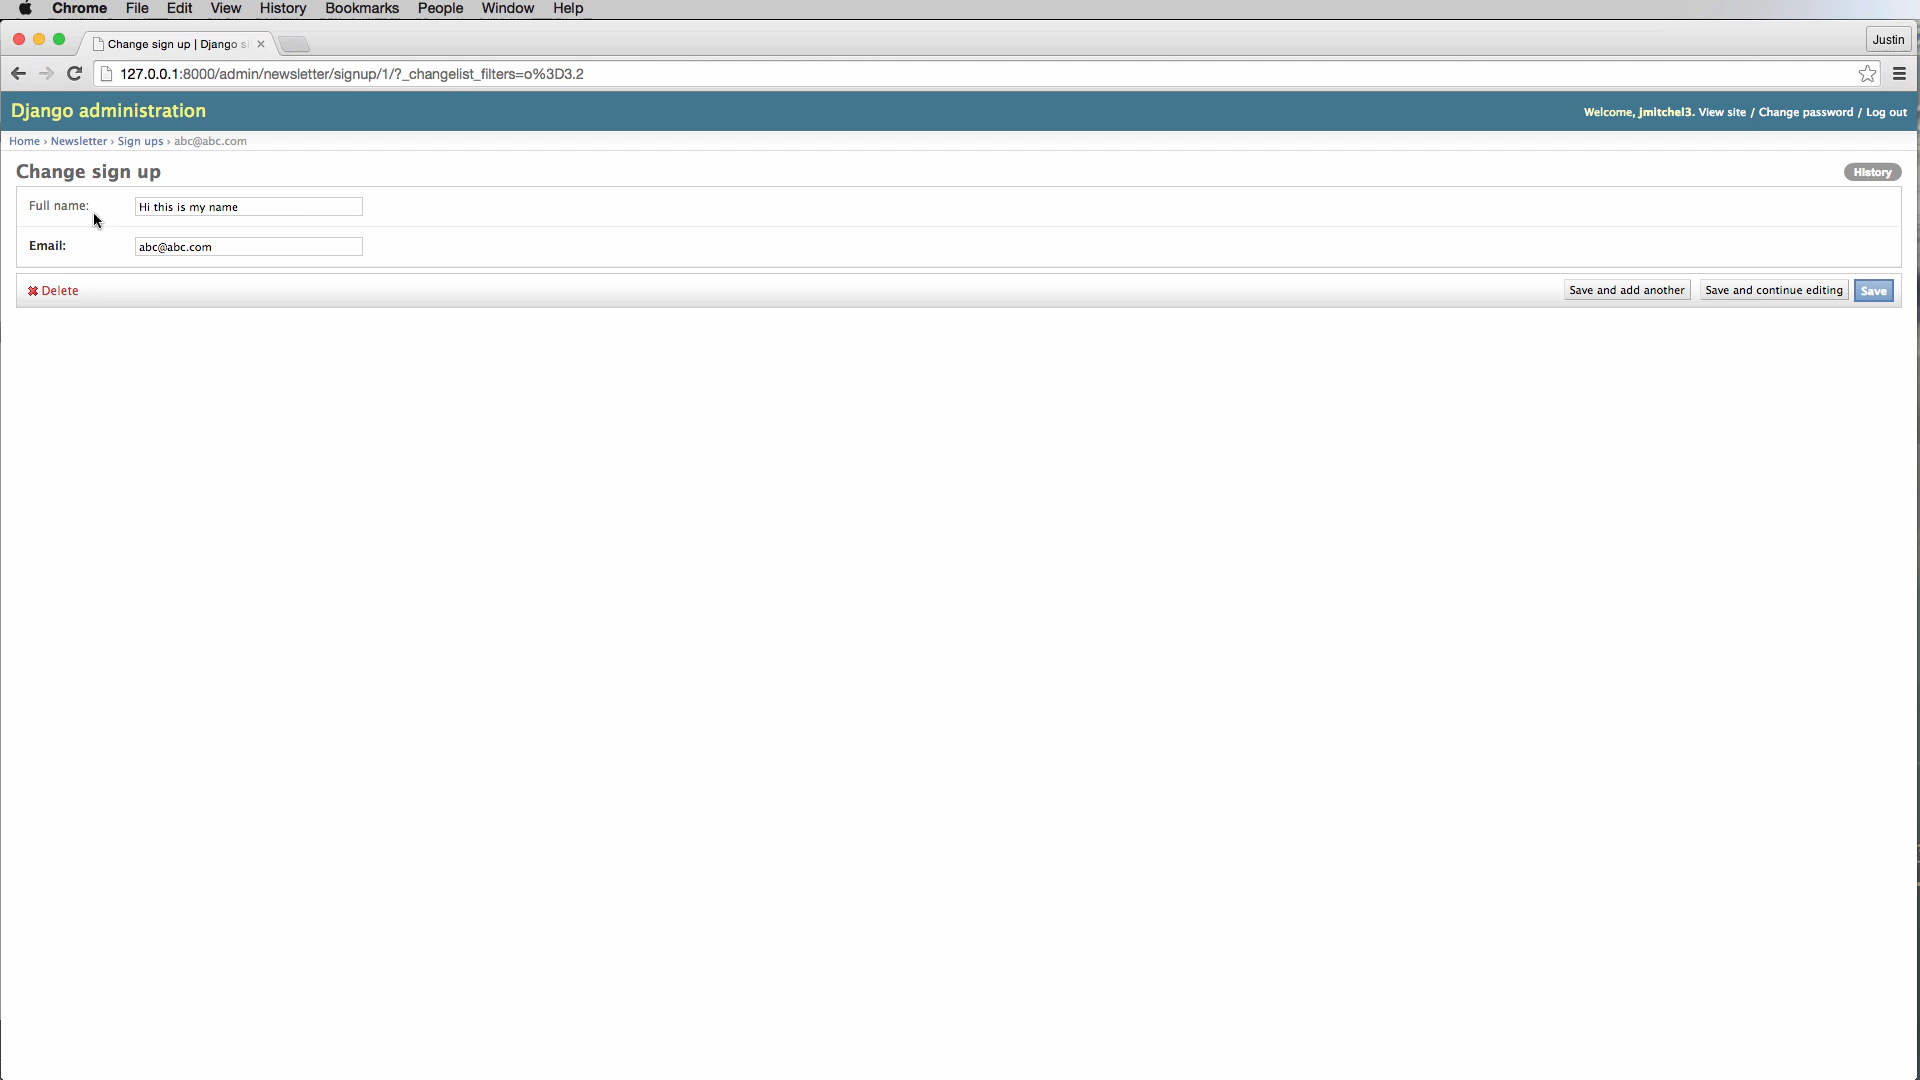 Chrome File Edit View History Bookmarks People Window Help
Change sign up | Django s
Justin
127.0.0.1:8000/admin/newsletter/signup/1/?_changelist_filters=o%3D3.2
Django administration
Welcome, jmitchel3. View site / Change password / Log out
Home › Newsletter › Sign ups › abc@abc.com
Change sign up
History
Full name: Hi this is my name
Email: abc@abc.com
Delete Save and add another Save and continue editing Save